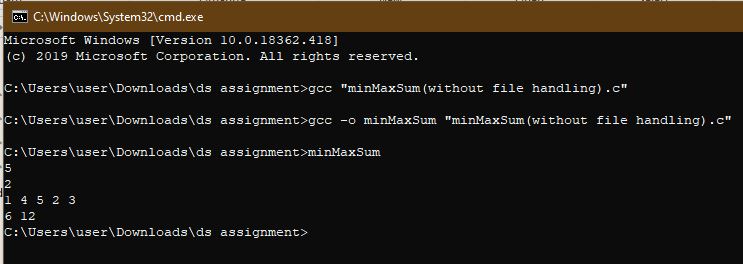 C:\Windows\System32\cmd.exe
Microsoft Windows [Version 10.0.18362.418]
(c) 2019 Microsoft Corporation. All rights reserved.
C:\Users\user\Downloads\ds assignment>gcc "minMaxSum(without file handling).c"
C:\Users\user\Downloads\ds assignment>gcc -o minMaxSum "minMaxSum(without file handling).c"
C:\Users\user\Downloads\ds assignment>minMaxSum
5
2
1 4 5 2 3
6 12
C:\Users\user\Downloads\ds assignment>